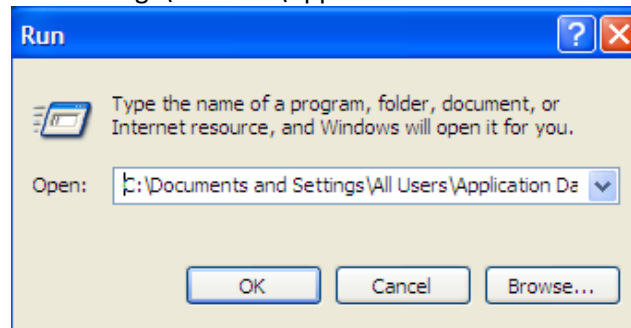 Run
Type the name of a program, folder, document, or
Internet resource, and Windows will open it for you.
Open: C:\Documents and Settings\All Users\Application Da
OK Cancel Browse...